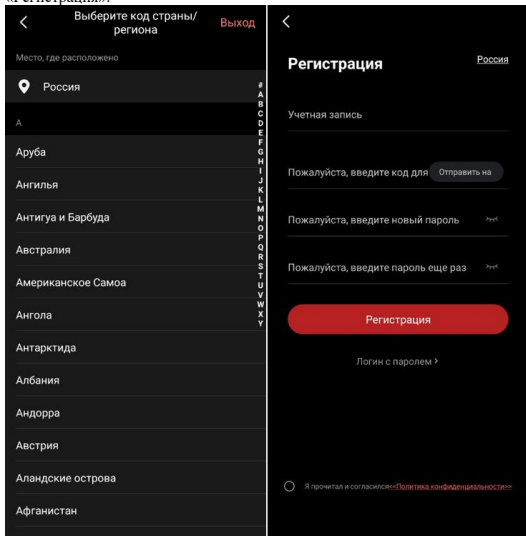 «Регистрация».
Выберите код страны/
региона
Выход
Место, где расположено
Россия
A
Аруба
Ангилья
Антигуа и Барбуда
Австралия
Американское Самоа
Ангола
Антарктида
Албания
Андорра
Австрия
Аландские острова
Афганистан
#
A
B
C
D
E
F
G
H
I
J
K
L
M
N
O
P
Q
R
S
T
U
V
W
X
Y
Регистрация
Россия
Учетная запись
Пожалуйста, введите код для Отправить на
Пожалуйста, введите новый пароль
Пожалуйста, введите пароль еще раз
Регистрация
Логин с паролем >
Я прочитал и согласился<<Политика конфиденциальности>>